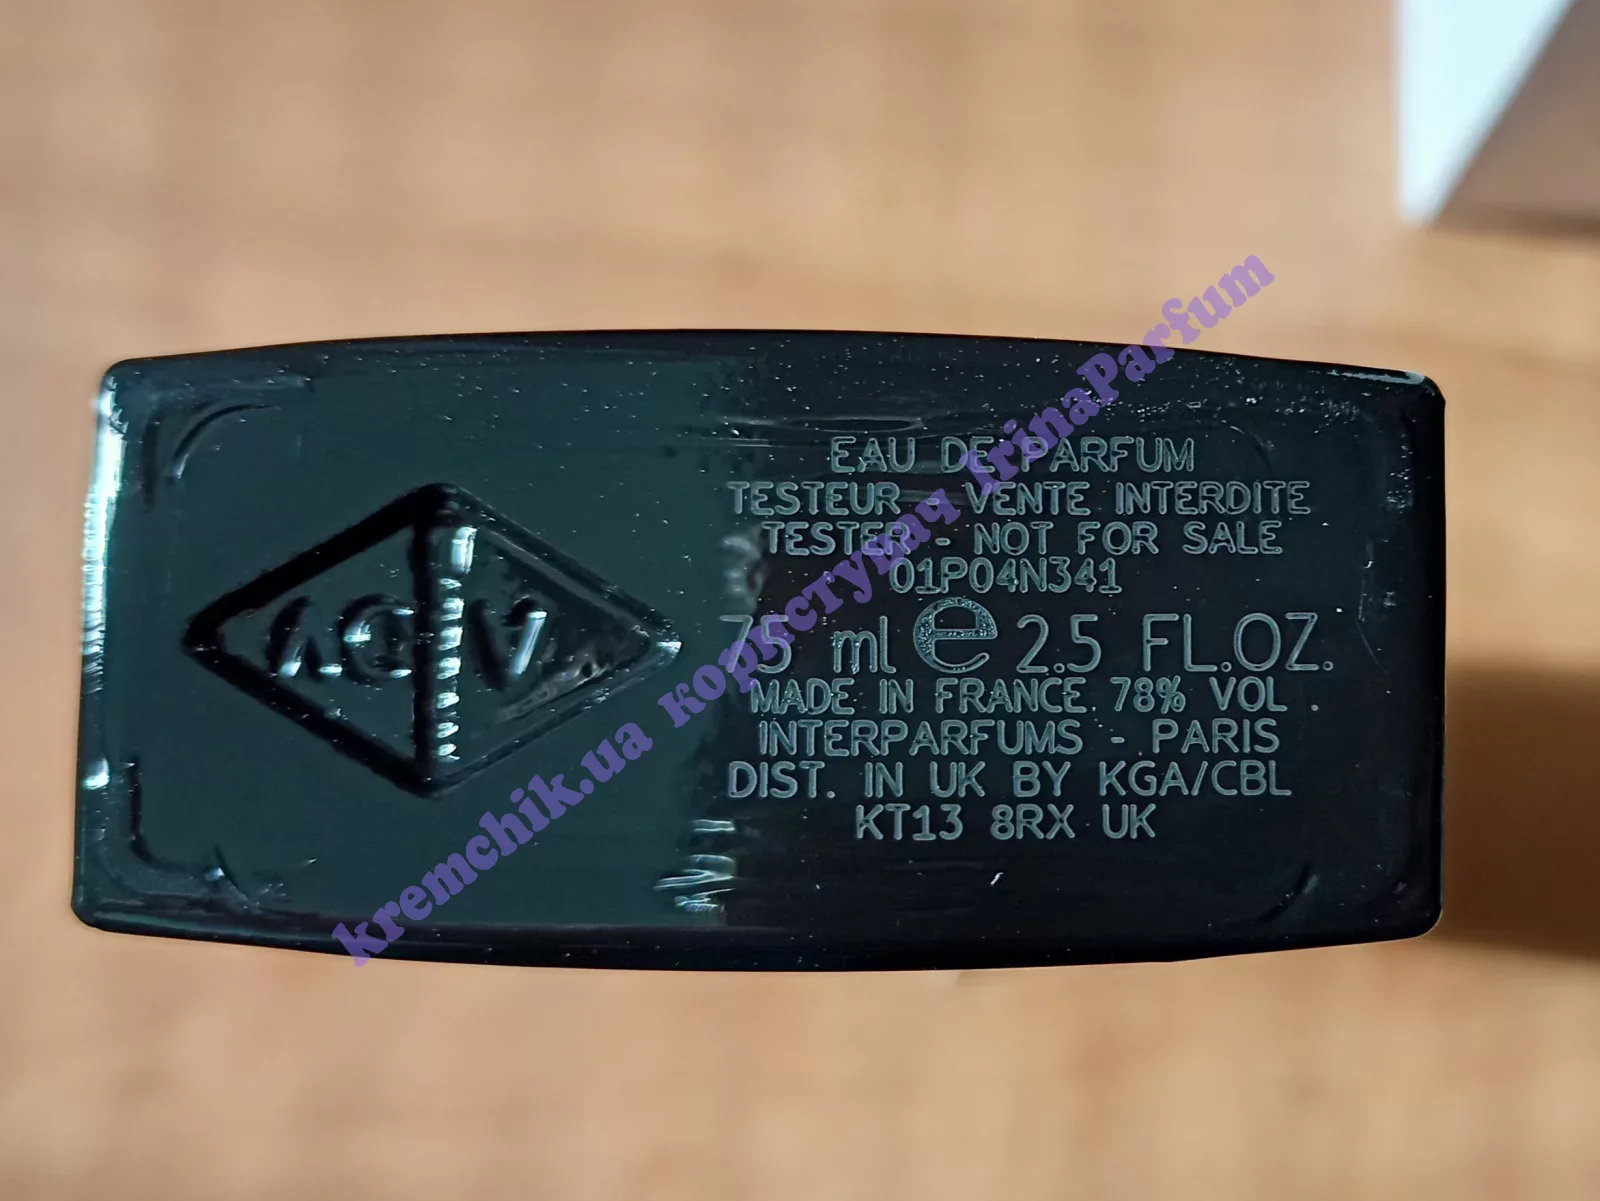 EAU DE PARFUM
TESTEUR - VENTE INTERDITE
TESTER - NOT FOR SALE
01P04N341
75 ml e 2.5 FL.OZ.
MADE IN FRANCE 78% VOL.
INTERPARFUMS - PARIS
DIST. IN UK BY KGA/CBL
KT13 8RX UK
kremchik.ua користувач IrinaParfum